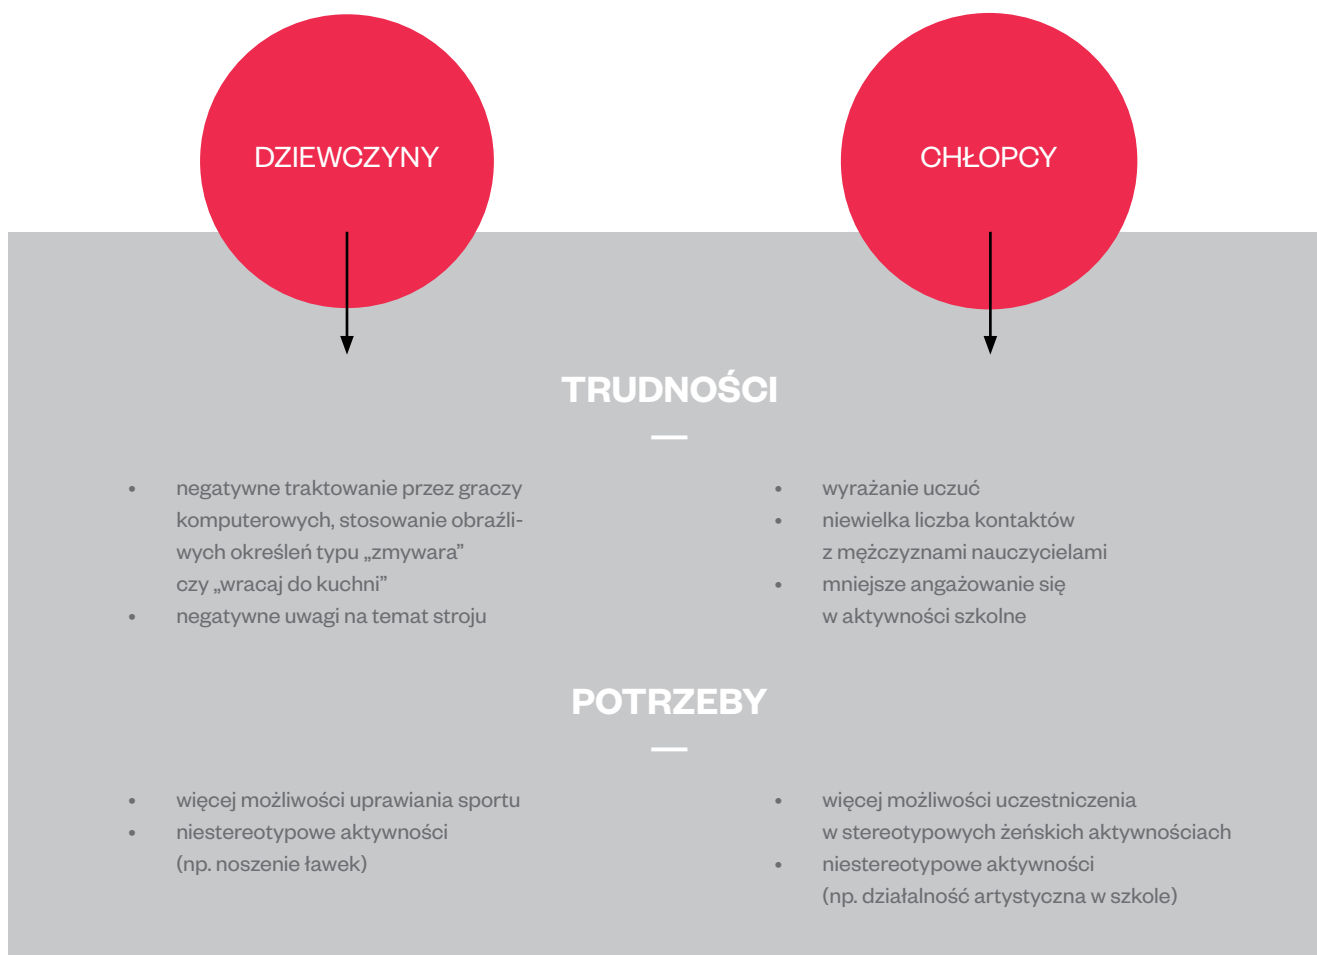 DZIEWCZYNY
CHŁOPCY
TRUDNOŚCI
• negatywne traktowanie przez graczy
komputerowych, stosowanie obraźli-
wych określeń typu „zmywara”
czy „wracaj do kuchni”
• negatywne uwagi na temat stroju
• wyrażanie uczuć
• niewielka liczba kontaktów
z mężczyznami nauczycielami
• mniejsze angażowanie się
w aktywności szkolne
POTRZEBY
• więcej możliwości uprawiania sportu
• niestereotypowe aktywności
(np. noszenie ławek)
• więcej możliwości uczestniczenia
w stereotypowych żeńskich aktywnościach
• niestereotypowe aktywności
(np. działalność artystyczna w szkole)